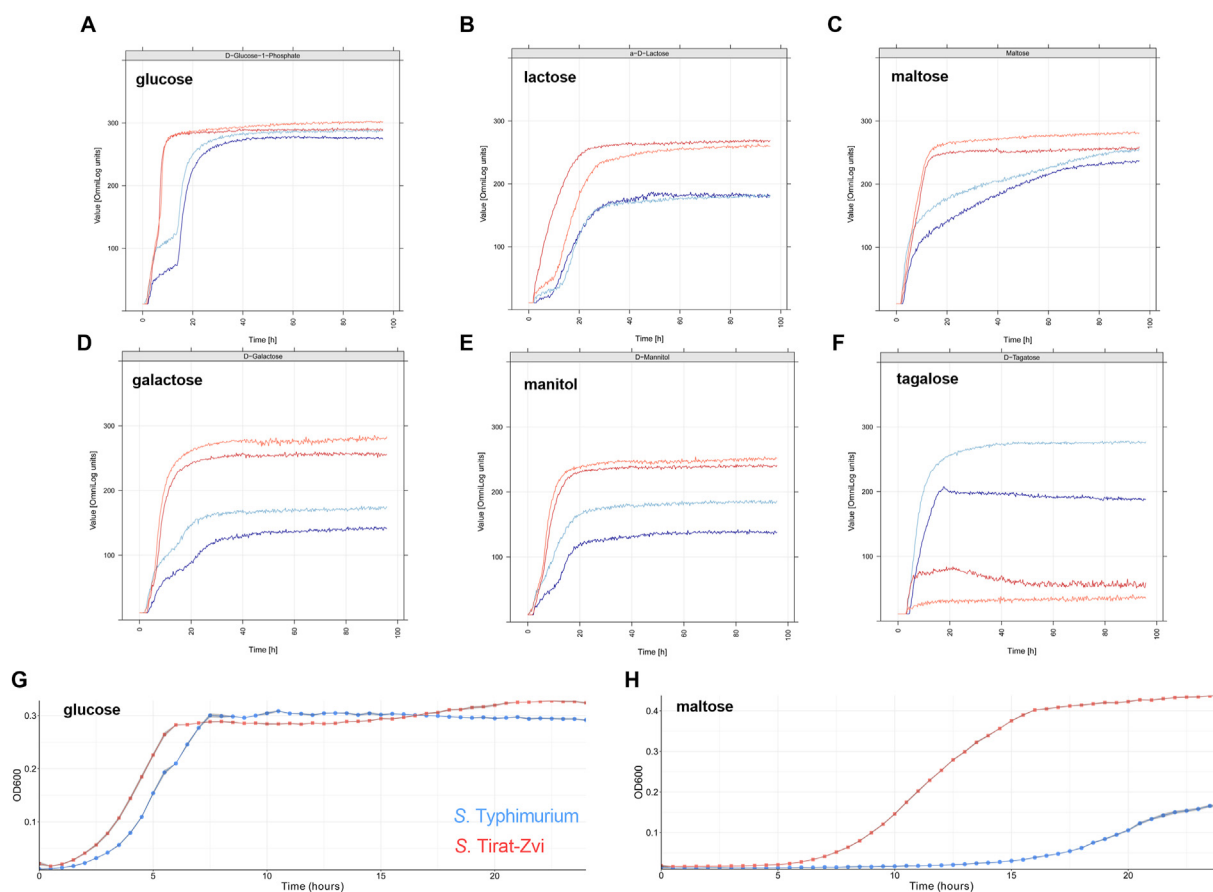 A
B
C
D-Glucose-1-Phosphate
a-D-Lactose
Maltose
glucose
lactose
maltose
300
200
100
Value [OmniLog units]
0
20
40
60
80
100
Time [h]
300
200
100
Value [OmniLog units]
0
20
40
60
80
100
Time [h]
300
200
100
Value [OmniLog units]
0
20
40
60
80
100
Time [h]
D
E
F
D-Galactose
D-Mannitol
D-Tagatose
galactose
manitol
tagalose
300
200
100
Value [OmniLog units]
0
20
40
60
80
100
Time [h]
300
200
100
Value [OmniLog units]
0
20
40
60
80
100
Time [h]
300
200
100
Value [OmniLog units]
0
20
40
60
80
100
Time [h]
G
glucose
0.3
0.2
0.1
OD600
S. Typhimurium
S. Tirat-Zvi
0
5
10
15
20
Time (hours)
H
maltose
0.4
0.3
0.2
0.1
0
OD600
0
5
10
15
20
Time (hours)